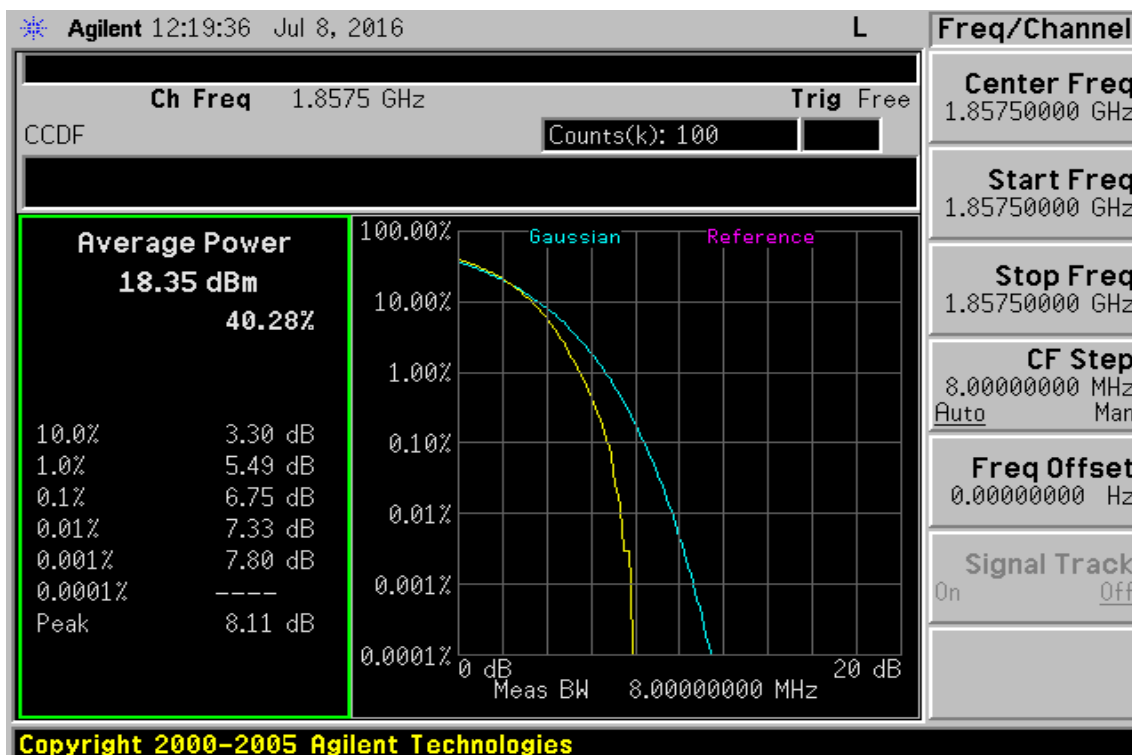 Agilent 12:19:36 Jul 8, 2016 L
Freq/Channel
Ch Freq 1.8575 GHz Trig Free
CCDF Counts(k): 100
Average Power
18.35 dBm
40.28%
10.0% 3.30 dB
1.0% 5.49 dB
0.1% 6.75 dB
0.01% 7.33 dB
0.001% 7.80 dB
0.0001% ----
Peak 8.11 dB
Gaussian Reference
100.00%
10.00%
1.00%
0.10%
0.01%
0.001%
0.0001%
0 dB 20 dB
Meas BW 8.00000000 MHz
Center Freq
1.85750000 GHz
Start Freq
1.85750000 GHz
Stop Freq
1.85750000 GHz
CF Step
8.00000000 MHz
Auto Man
Freq Offset
0.00000000 Hz
Signal Track
On Off
Copyright 2000-2005 Agilent Technologies